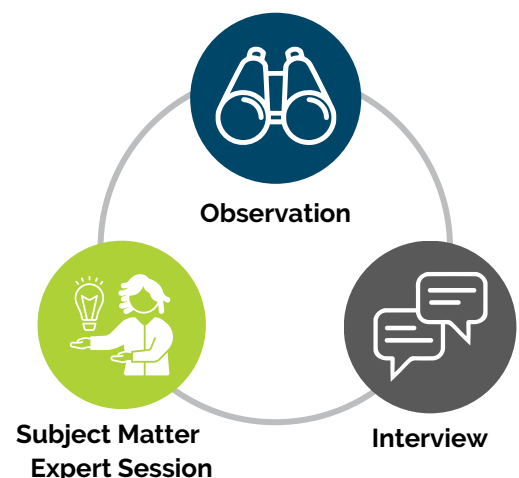 Observation
Subject Matter
Expert Session
Interview